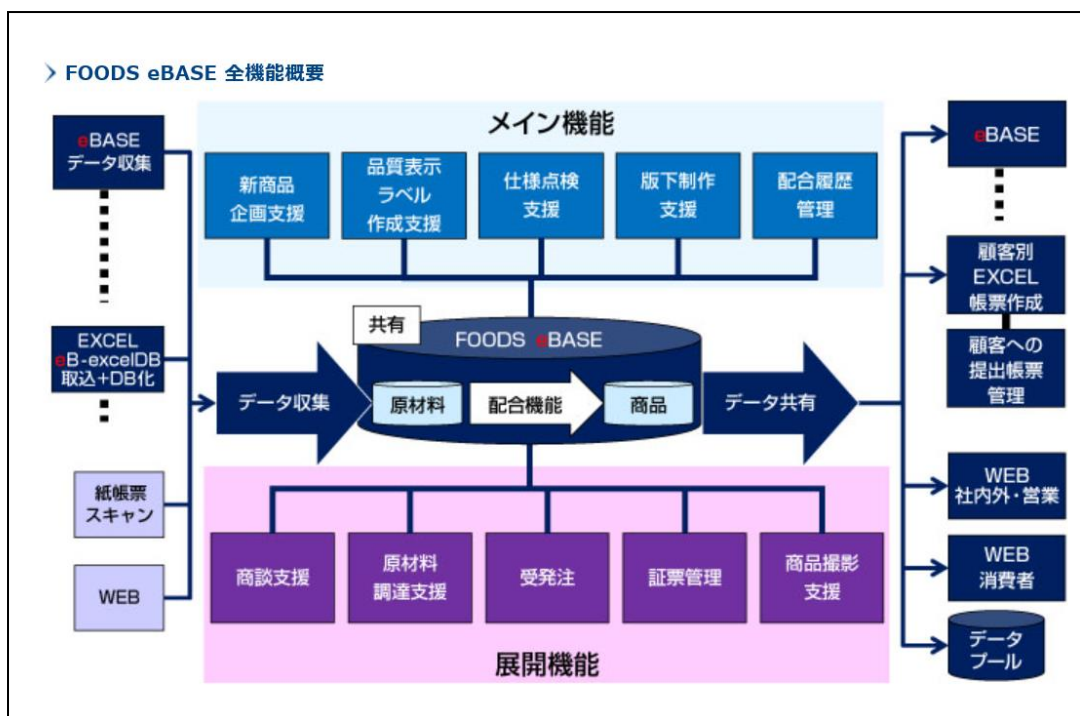 FOODS eBASE 全機能概要
メイン機能
新商品
企画支援
品質表示
ラベル
作成支援
仕様点検
支援
版下制作
支援
配合履歴
管理
eBASE
データ収集
EXCEL
eB-excelDB
取込+DB化
紙帳票
スキャン
WEB
データ収集
共有
FOODS eBASE
原材料
配合機能
商品
データ共有
商談支援
原材料
調達支援
受発注
証票管理
商品撮影
支援
展開機能
eBASE
顧客別
EXCEL
帳票作成
顧客への
提出帳票
管理
WEB
社内外・営業
WEB
消費者
データ
プール